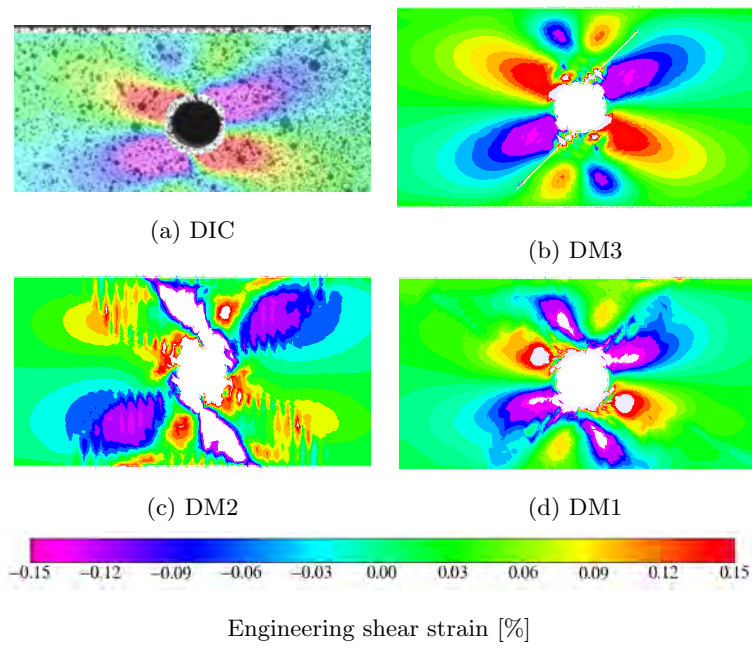 (a) DIC
(b) DM3
(c) DM2
(d) DM1
−0.15 −0.12 −0.09 −0.06 −0.03 0.00 0.03 0.06 0.09 0.12 0.15
Engineering shear strain [%]